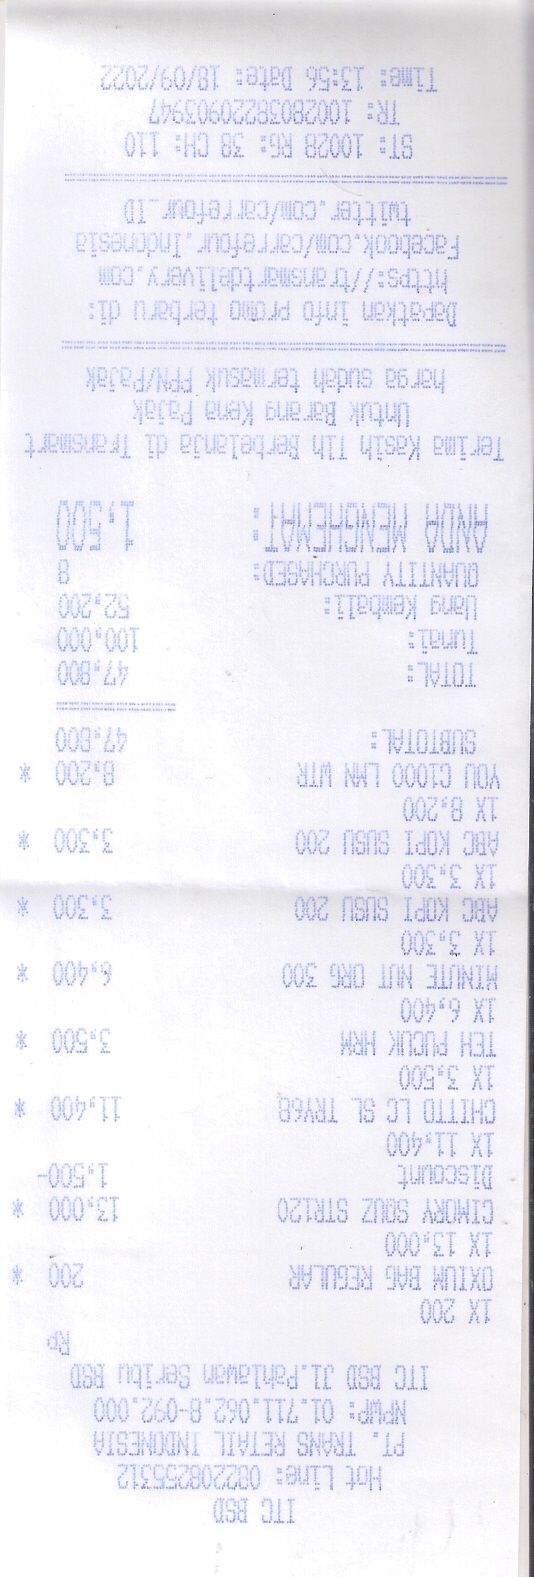 ITC BSD
Hot Line: 082208255312
PT. TRANS RETAIL INDONESIA
NPWP: 01.711.062.8-092.000
ITC BSD Jl.Pahlawan Seribu BSD
Rp
1X 200
OXIUM BAG REGULAR 200 *
1X 13,000
CIMORY SQUZ STR120 13,000 *
Discount 1,500-
1X 11,400
CHITTO LC SL TRY68 11,400 *
1X 3,500
TEH PUCUK HRM 3,500 *
1X 6,400
MINUTE NUT ORG 300 6,400 *
1X 3,300
ABC KOPI SUSU 200 3,300 *
1X 3,300
ABC KOPI SUSU 200 3,300 *
1X 8,200
YOU C1000 LMN WTR 8,200 *
SUBTOTAL: 47,800
TOTAL: 47,800
Tunai: 100,000
Uang Kembali: 52,200
QUANTITY PURCHASED: 8
ANDA MENGHEMAT: 1,500
Terima Kasih Tlh Berbelanja di Transmart
Untuk Barang Kena Pajak
harga sudah termasuk PPN/Pajak
Dapatkan info promo terbaru di:
https://transmartdelivery.com
Facebook.com/carrefour.Indonesia
twitter.com/carrefour_ID
ST: 10028 RG: 38 CH: 110
TR: 10028038220903947
Time: 13:56 Date: 18/09/2022